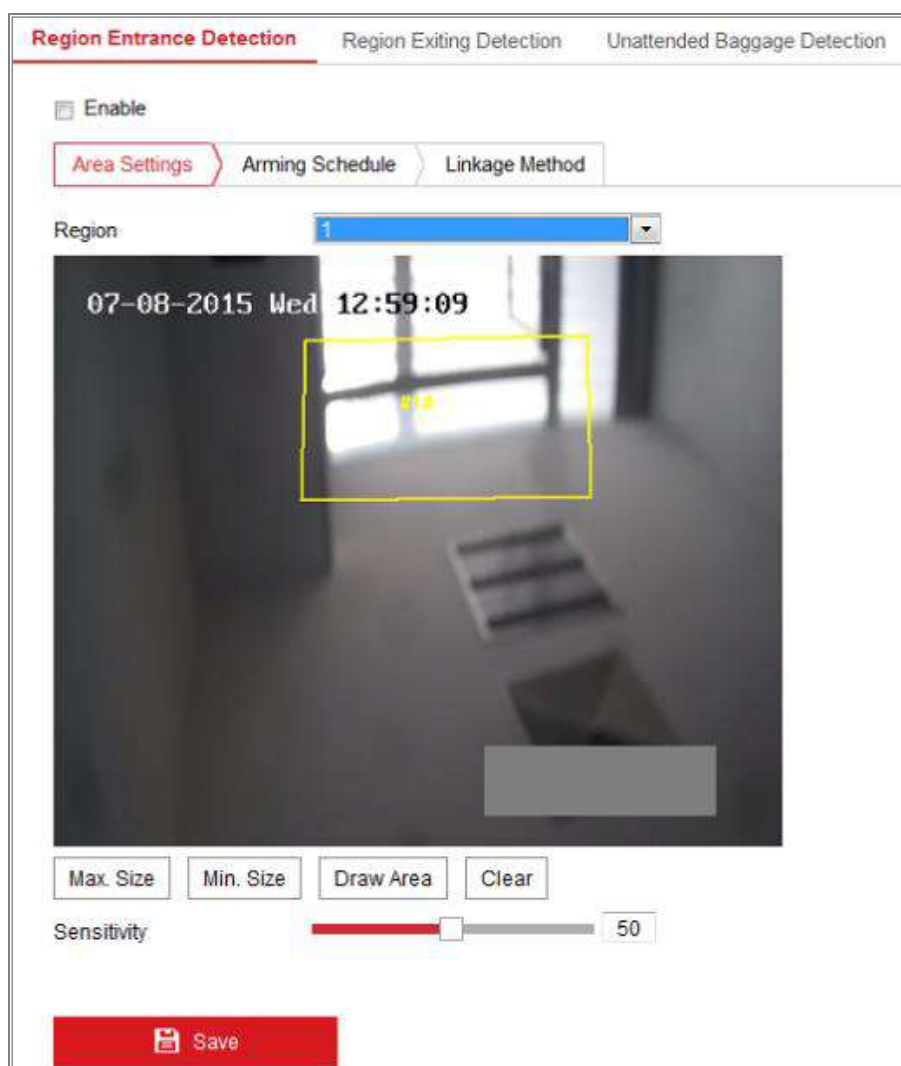 Region Entrance Detection Region Exiting Detection Unattended Baggage Detection
Enable
Area Settings Arming Schedule Linkage Method
Region 1
07-08-2015 Wed 12:59:09
#1#
Max. Size Min. Size Draw Area Clear
Sensitivity 50
Save